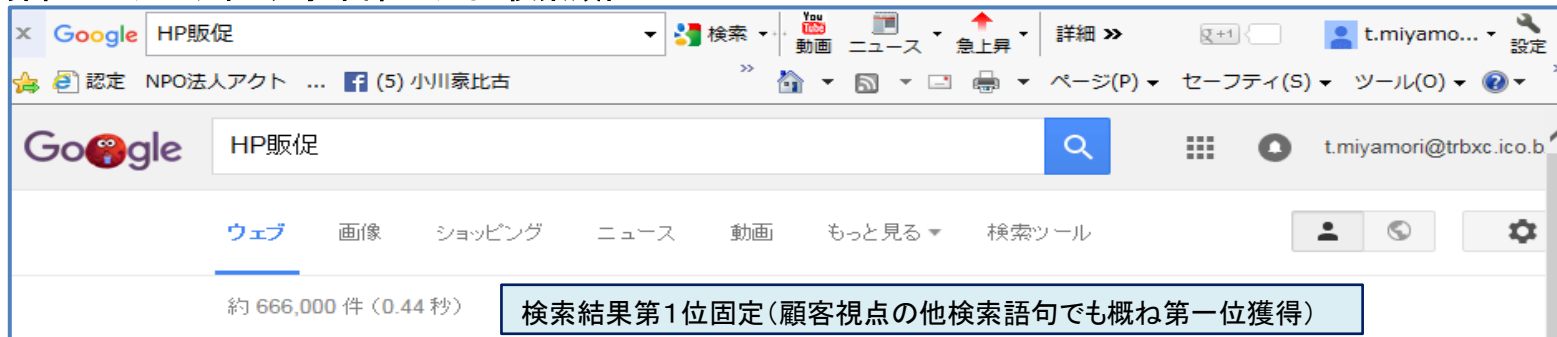 x Google HP販促 検索 You Tube 動画 ニュース 急上昇 詳細 >> g+1 t.miyamo... 設定
認定 NPO法人アクト ... (5) 小川豪比古 >> ページ(P) セーフティ(S) ツール(O)
Google HP販促 t.miyamori@trbxc.ico.b
ウェブ 画像 ショッピング ニュース 動画 もっと見る 検索ツール
約 666,000 件 (0.44 秒)
検索結果第1位固定(顧客視点の他検索語句でも概ね第一位獲得)